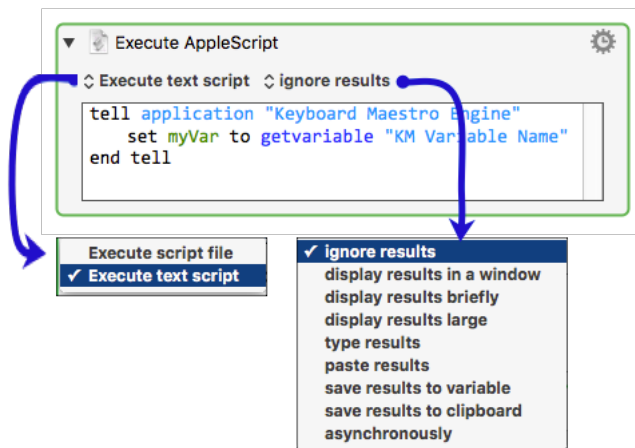 Execute AppleScript
Execute text script ignore results
tell application "Keyboard Maestro Engine"
set myVar to getvariable "KM Variable Name"
end tell
Execute script file
✓ Execute text script
✓ ignore results
display results in a window
display results briefly
display results large
type results
paste results
save results to variable
save results to clipboard
asynchronously